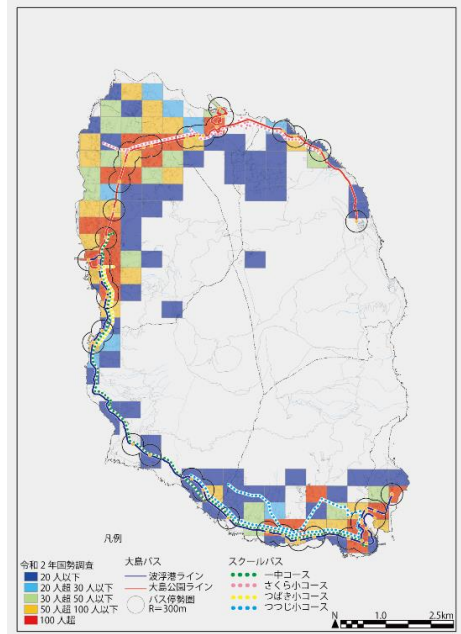 凡例
令和2年国勢調査
20人以下
20人超30人以下
30人超50人以下
50人超100人以下
100人超
大島バス
波浮港ライン
大島公園ライン
バス停勢圏
R=300m
スクールバス
一中コース
さくら小コース
つばき小コース
つつじ小コース
N
1.0
2.5km